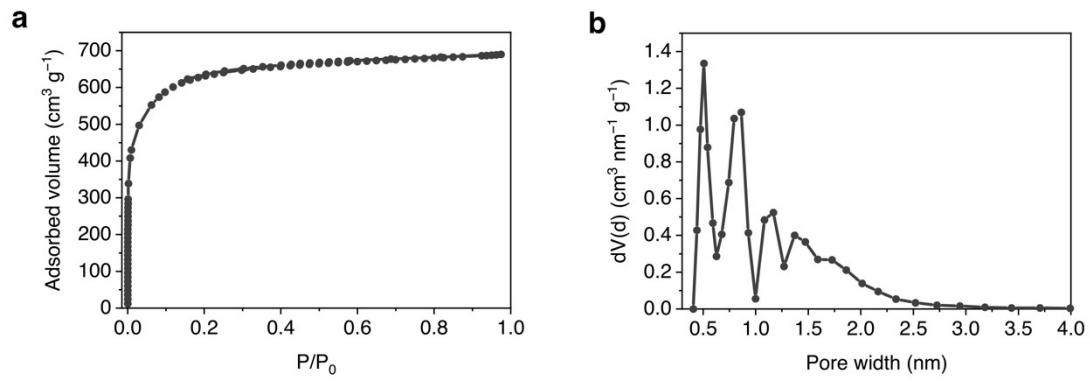 a
700
600
500
400
300
200
100
0
0.0 0.2 0.4 0.6 0.8 1.0
Adsorbed volume (cm³ g⁻¹)
P/P₀
b
1.4
1.2
1.0
0.8
0.6
0.4
0.2
0.0
0.5 1.0 1.5 2.0 2.5 3.0 3.5 4.0
dV(d) (cm³ nm⁻¹ g⁻¹)
Pore width (nm)